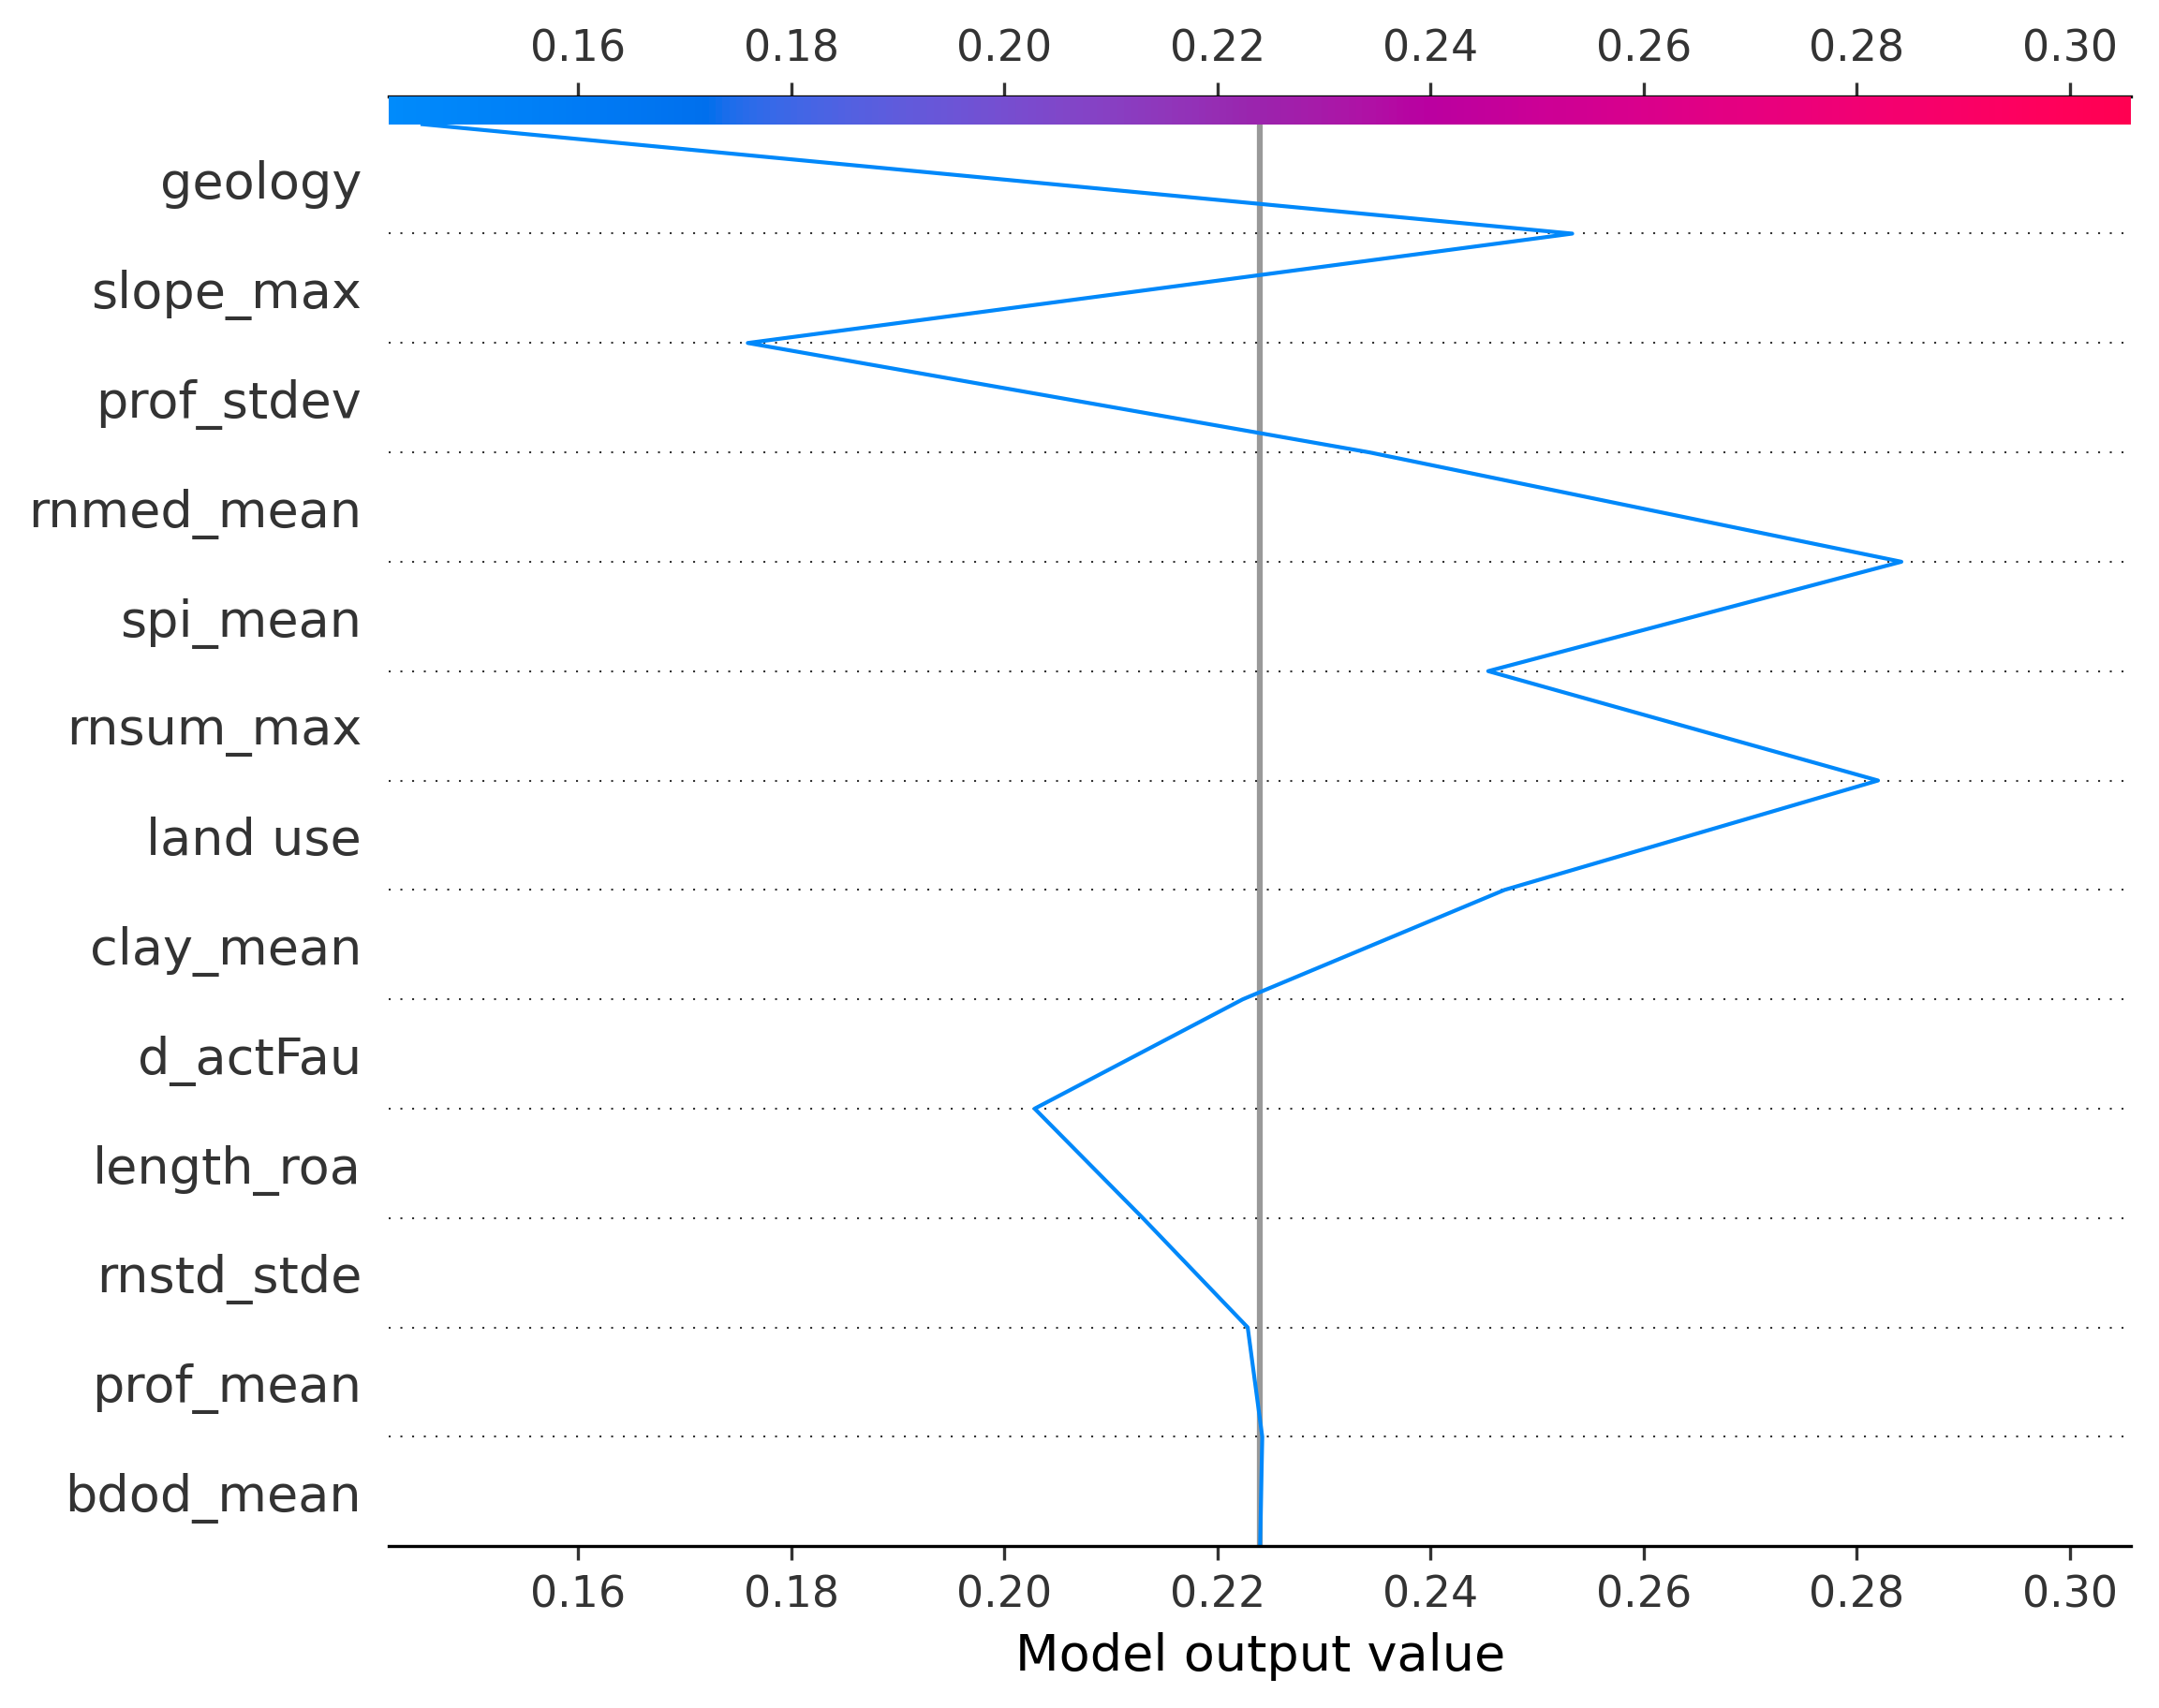 0.16 0.18 0.20 0.22 0.24 0.26 0.28 0.30
geology
slope_max
prof_stdev
rnmed_mean
spi_mean
rnsum_max
land use
clay_mean
d_actFau
length_roa
rnstd_stde
prof_mean
bdod_mean
0.16 0.18 0.20 0.22 0.24 0.26 0.28 0.30
Model output value